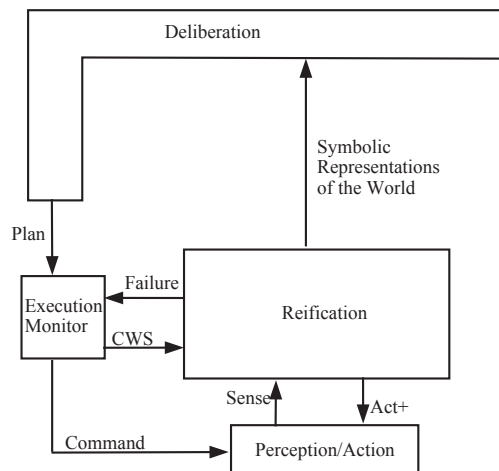 Deliberation
Symbolic
Representations
of the World
Plan
Failure
Execution
Monitor
Reification
CWS
Sense
Act+
Command
Perception/Action